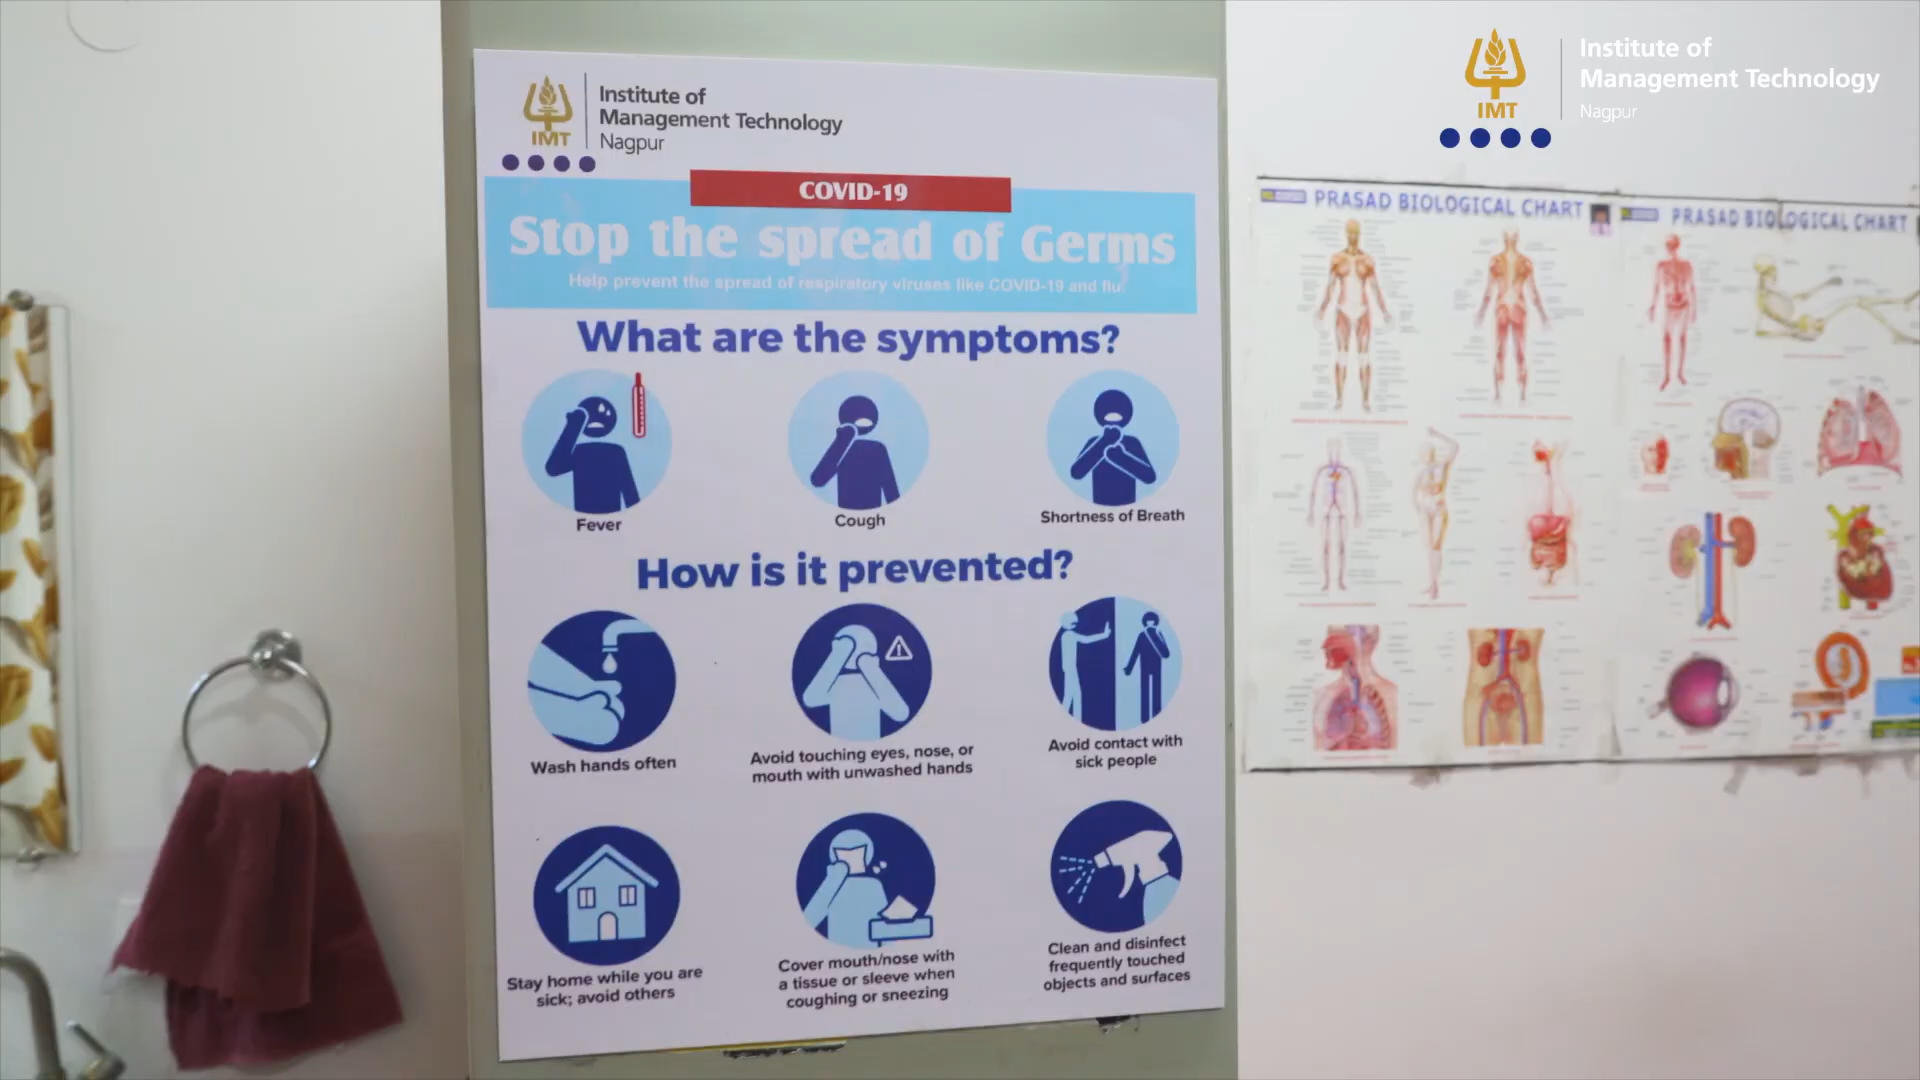 Institute of
Management Technology
Nagpur
IMT
Institute of
Management Technology
Nagpur
IMT
COVID-19
Stop the spread of Germs
Help prevent the spread of respiratory viruses like COVID-19 and flu.
What are the symptoms?
Fever
Cough
Shortness of Breath
How is it prevented?
Wash hands often
Avoid touching eyes, nose, or
mouth with unwashed hands
Avoid contact with
sick people
Stay home while you are
sick; avoid others
Cover mouth/nose with
a tissue or sleeve when
coughing or sneezing
Clean and disinfect
frequently touched
objects and surfaces
PRASAD BIOLOGICAL CHART
PRASAD BIOLOGICAL CHART